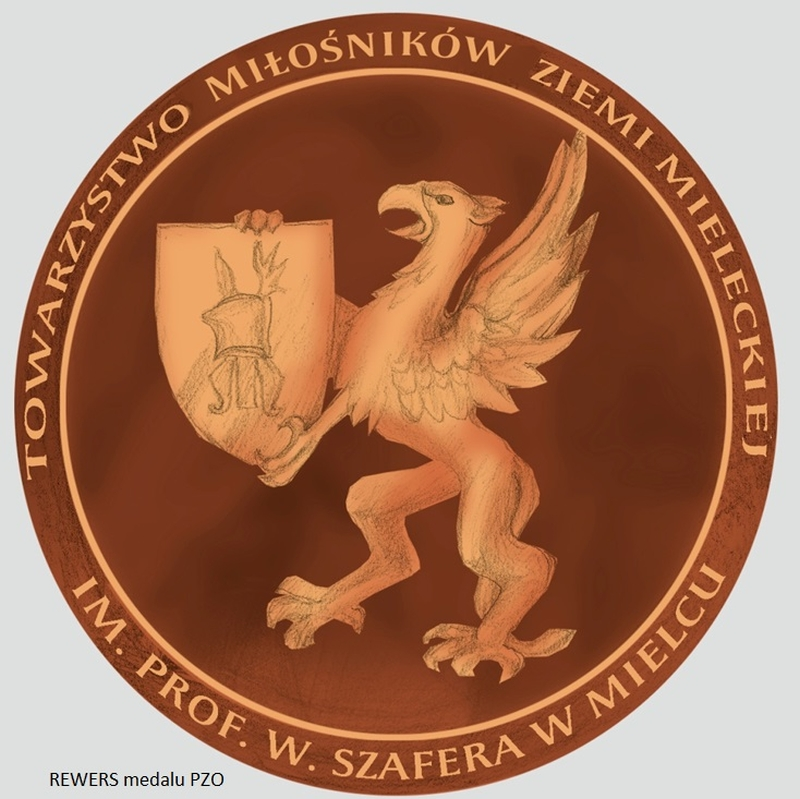 TOWARZYSTWO MIŁOŚNIKÓW ZIEMI MIELECKIEJ
IM. PROF. W. SZAFERA W MIELCU
REWERS medalu PZO